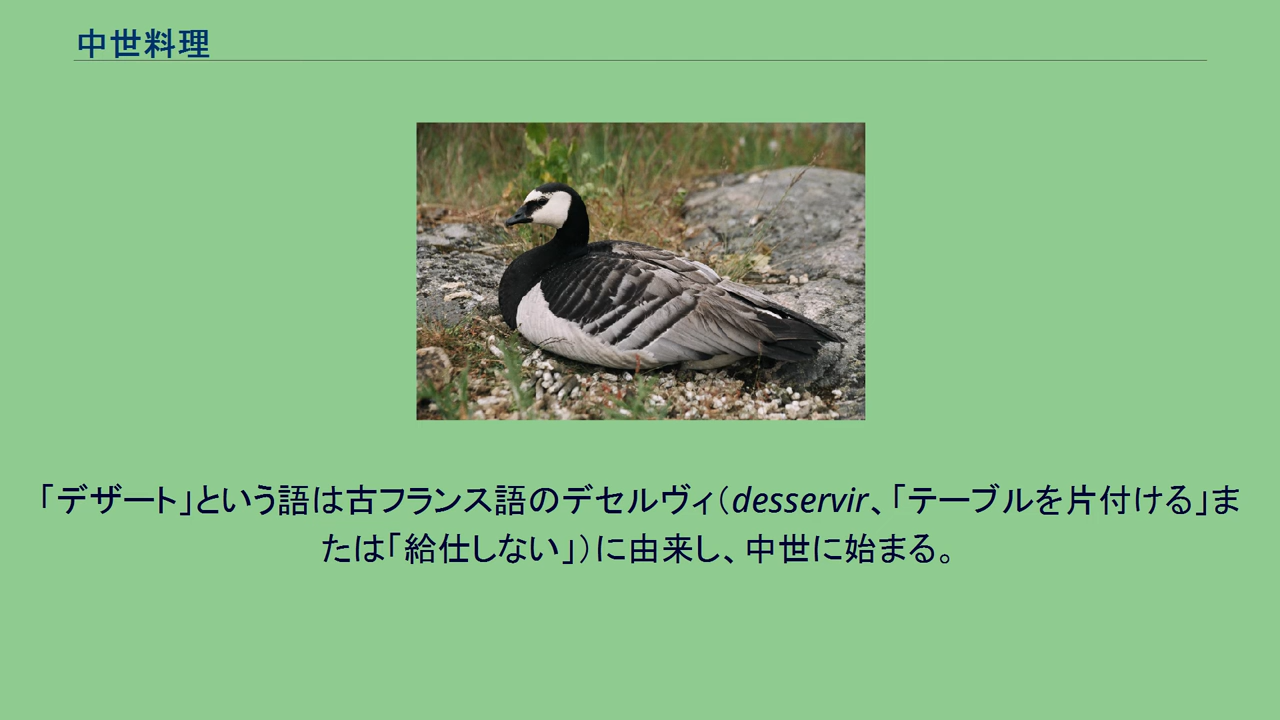 中世料理
「デザート」という語は古フランス語のデセルヴィ(desservir、「テーブルを片付ける」ま
たは「給仕しない」)に由来し、中世に始まる。